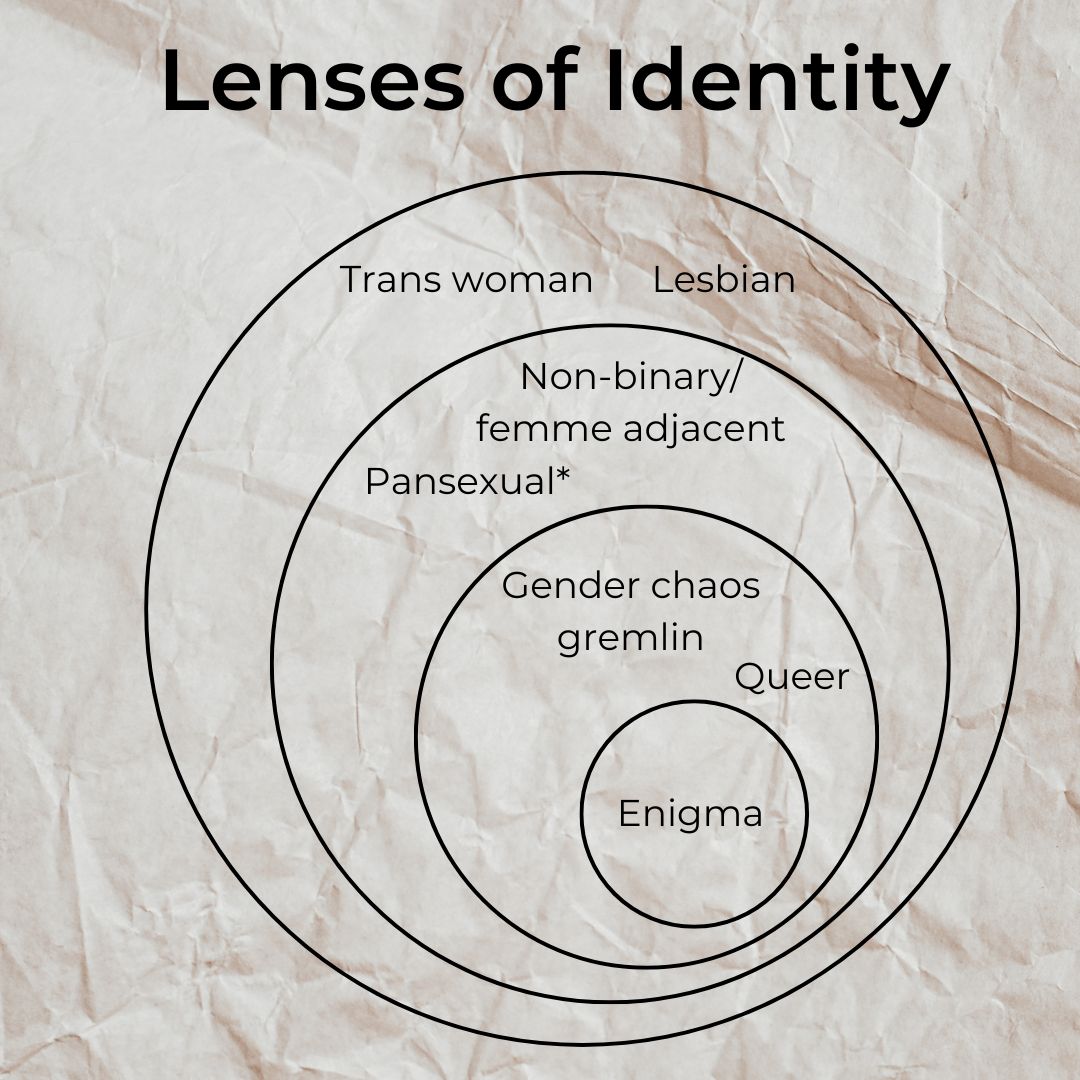 Lenses of Identity
Trans woman Lesbian
Non-binary/
femme adjacent
Pansexual*
Gender chaos
gremlin
Queer
Enigma